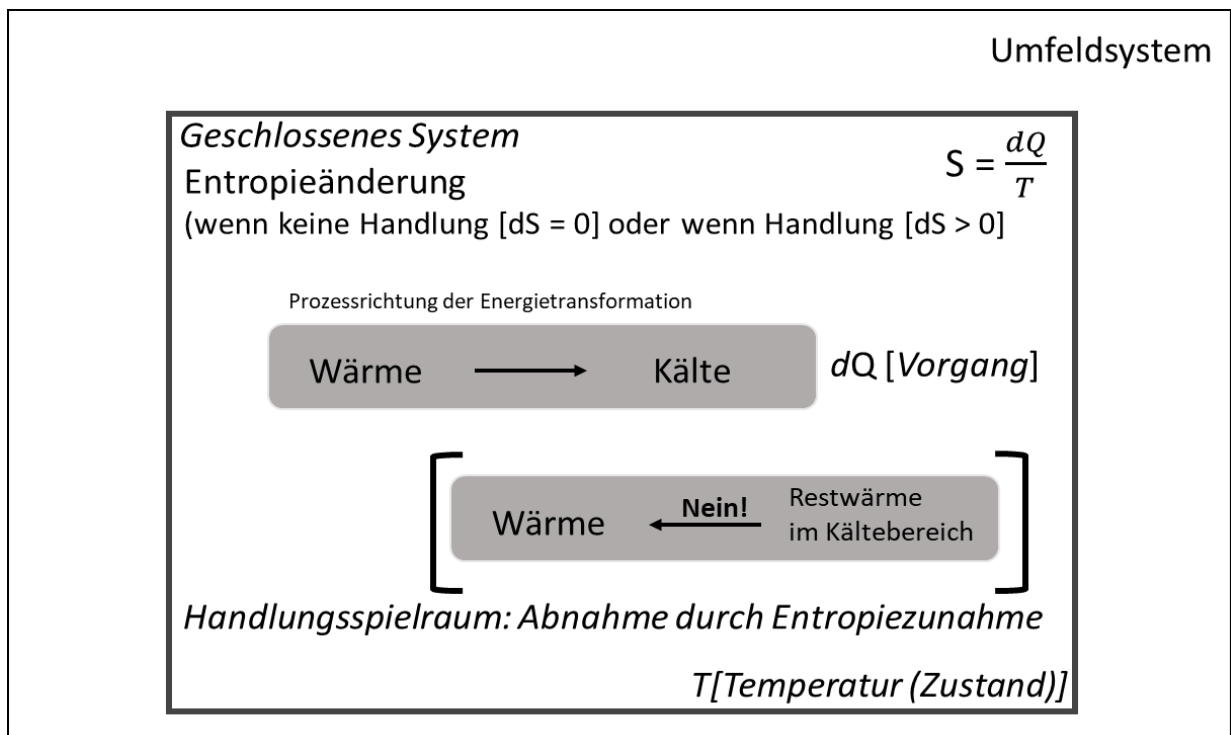 Umfeldsystem
Geschlossenes System
S = dQ/T
Entropieänderung
(wenn keine Handlung [dS = 0] oder wenn Handlung [dS > 0]
Prozessrichtung der Energietransformation
Wärme → Kälte
dQ [Vorgang]
Wärme ← Nein! Restwärme
im Kältebereich
Handlungsspielraum: Abnahme durch Entropiezunahme
T[Temperatur (Zustand)]